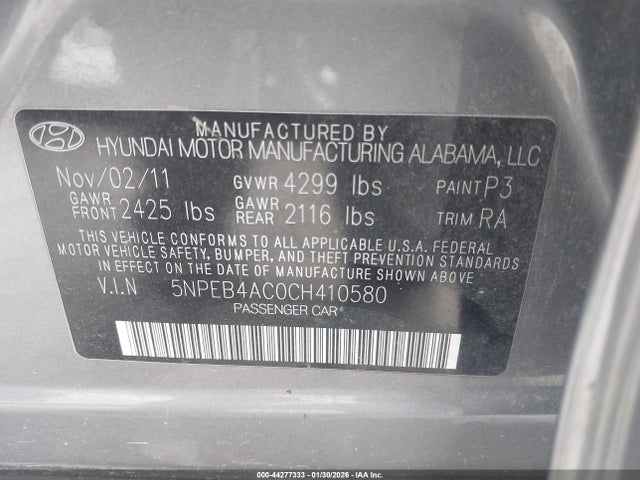 MANUFACTURED BY
HYUNDAI MOTOR MANUFACTURING ALABAMA, LLC
Nov/02/11 GVWR 4299 lbs PAINT P3
GAWR FRONT 2425 lbs GAWR REAR 2116 lbs TRIM RA
THIS VEHICLE CONFORMS TO ALL APPLICABLE U.S.A. FEDERAL
MOTOR VEHICLE SAFETY, BUMPER, AND THEFT PREVENTION STANDARDS
IN EFFECT ON THE DATE OF MANUFACTURE SHOWN ABOVE.
V.I.N 5NPEB4AC0CH410580
PASSENGER CAR
000-44277333 - 01/30/2026 - IAA Holdings, LLC. Copyright